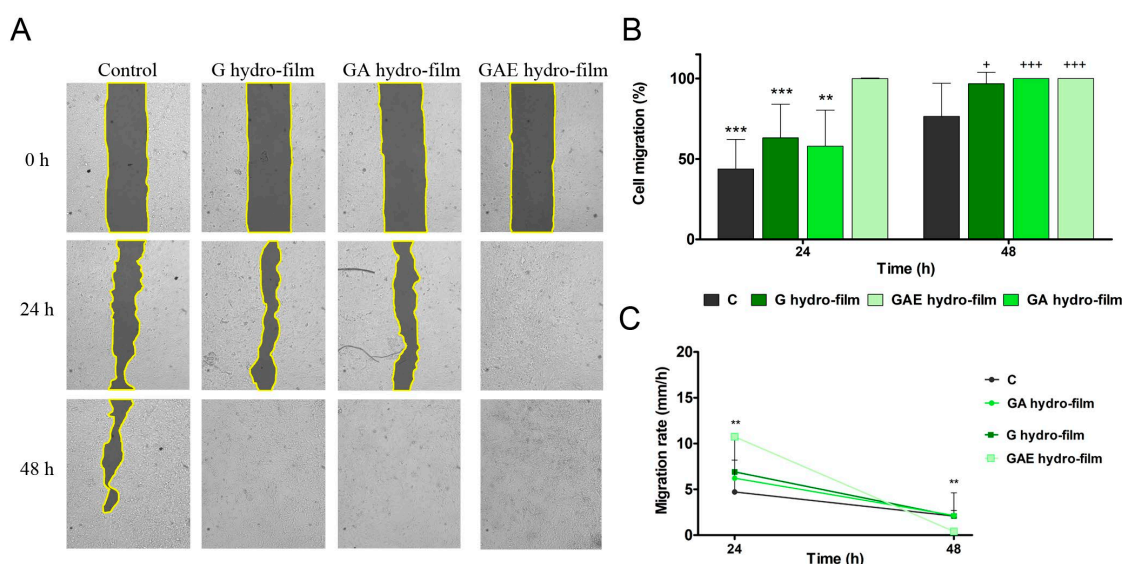 A
Control
G hydro-film
GA hydro-film
GAE hydro-film
0 h
24 h
48 h
B
Cell migration (%)
100
50
0
***
***
**
+
+++
+++
24
48
Time (h)
C
G hydro-film
GAE hydro-film
GA hydro-film
C
Migration rate (mm/h)
20
15
10
5
0
**
**
24
48
Time (h)
C
GA hydro-film
G hydro-film
GAE hydro-film